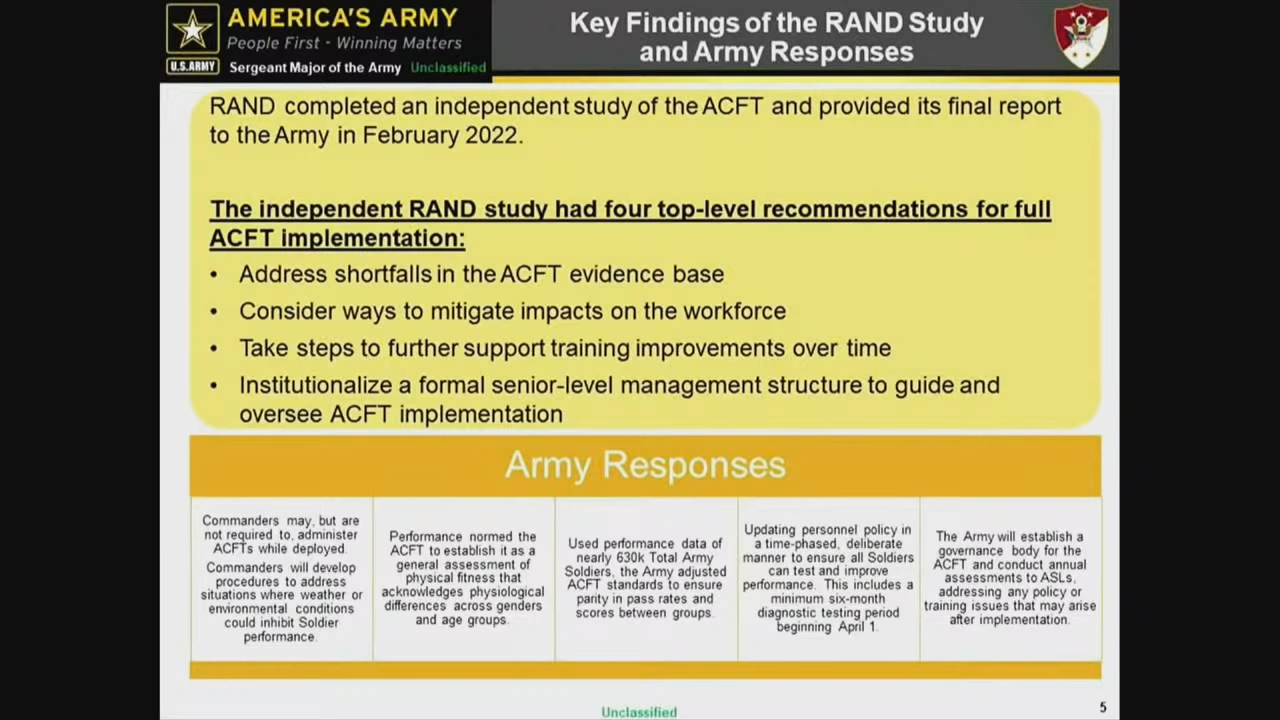 AMERICA'S ARMY
People First - Winning Matters
U.S.ARMY
Sergeant Major of the Army Unclassified
Key Findings of the RAND Study
and Army Responses
RAND completed an independent study of the ACFT and provided its final report
to the Army in February 2022.
The independent RAND study had four top-level recommendations for full
ACFT implementation:
• Address shortfalls in the ACFT evidence base
• Consider ways to mitigate impacts on the workforce
• Take steps to further support training improvements over time
• Institutionalize a formal senior-level management structure to guide and
oversee ACFT implementation
Army Responses
Commanders may, but are
not required to, administer
ACFTs while deployed.
Commanders will develop
procedures to address
situations where weather or
environmental conditions
could inhibit Soldier
performance.
Performance normed the
ACFT to establish it as a
general assessment of
physical fitness that
acknowledges physiological
differences across genders
and age groups.
Used performance data of
nearly 630k Total Army
Soldiers, the Army adjusted
ACFT standards to ensure
parity in pass rates and
scores between groups.
Updating personnel policy in
a time-phased, deliberate
manner to ensure all Soldiers
can test and improve
performance. This includes a
minimum six-month
diagnostic testing period
beginning April 1.
The Army will establish a
governance body for the
ACFT and conduct annual
assessments to ASLs,
addressing any policy or
training issues that may arise
after implementation.
Unclassified
5